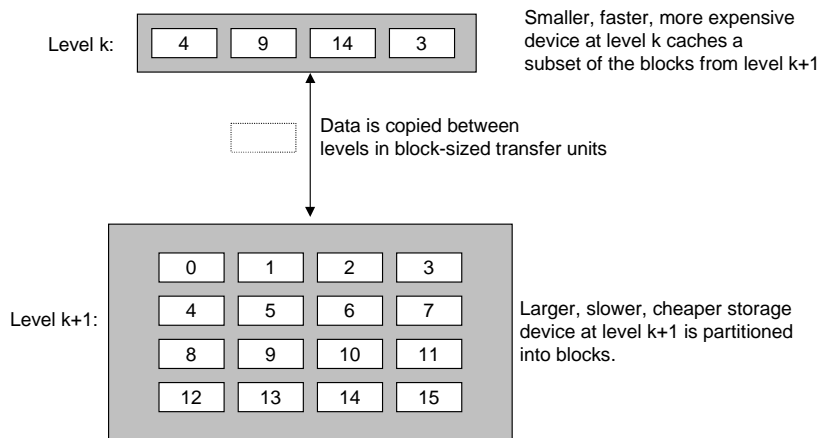 Level k:
4 9 14 3
Smaller, faster, more expensive
device at level k caches a
subset of the blocks from level k+1
Data is copied between
levels in block-sized transfer units
Level k+1:
0 1 2 3
4 5 6 7
8 9 10 11
12 13 14 15
Larger, slower, cheaper storage
device at level k+1 is partitioned
into blocks.